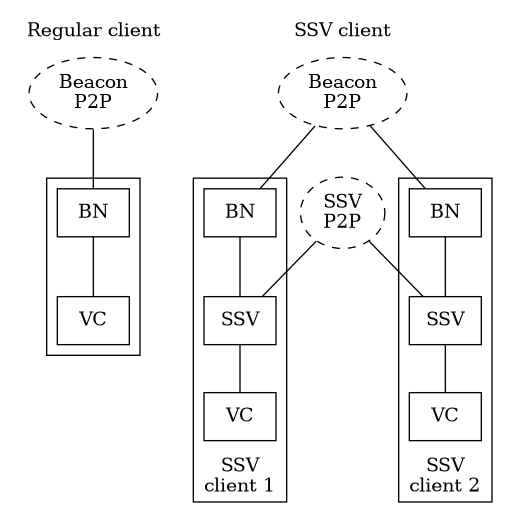 Regular client
Beacon
P2P
BN
VC
SSV client
Beacon
P2P
SSV
P2P
BN
SSV
VC
SSV
client 1
BN
SSV
VC
SSV
client 2